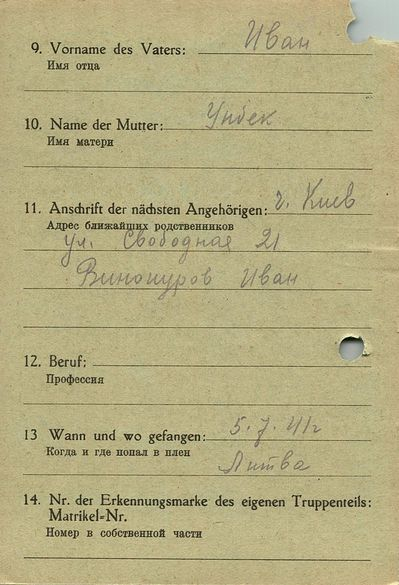 9. Vorname des Vaters: Иван
Имя отца
10. Name der Mutter:
Имя матери
11. Anschrift der nächsten Angehörigen: г. Киев
Адрес ближайших родственников
ул. Свободная 21
Винокуров Иван
12. Beruf:
Профессия
13 Wann und wo gefangen: 5.7.41г
Когда и где попал в плен
Литва
14. Nr. der Erkennungsmarke des eigenen Truppenteils:
Matrikel=Nr.
Номер в собственной части